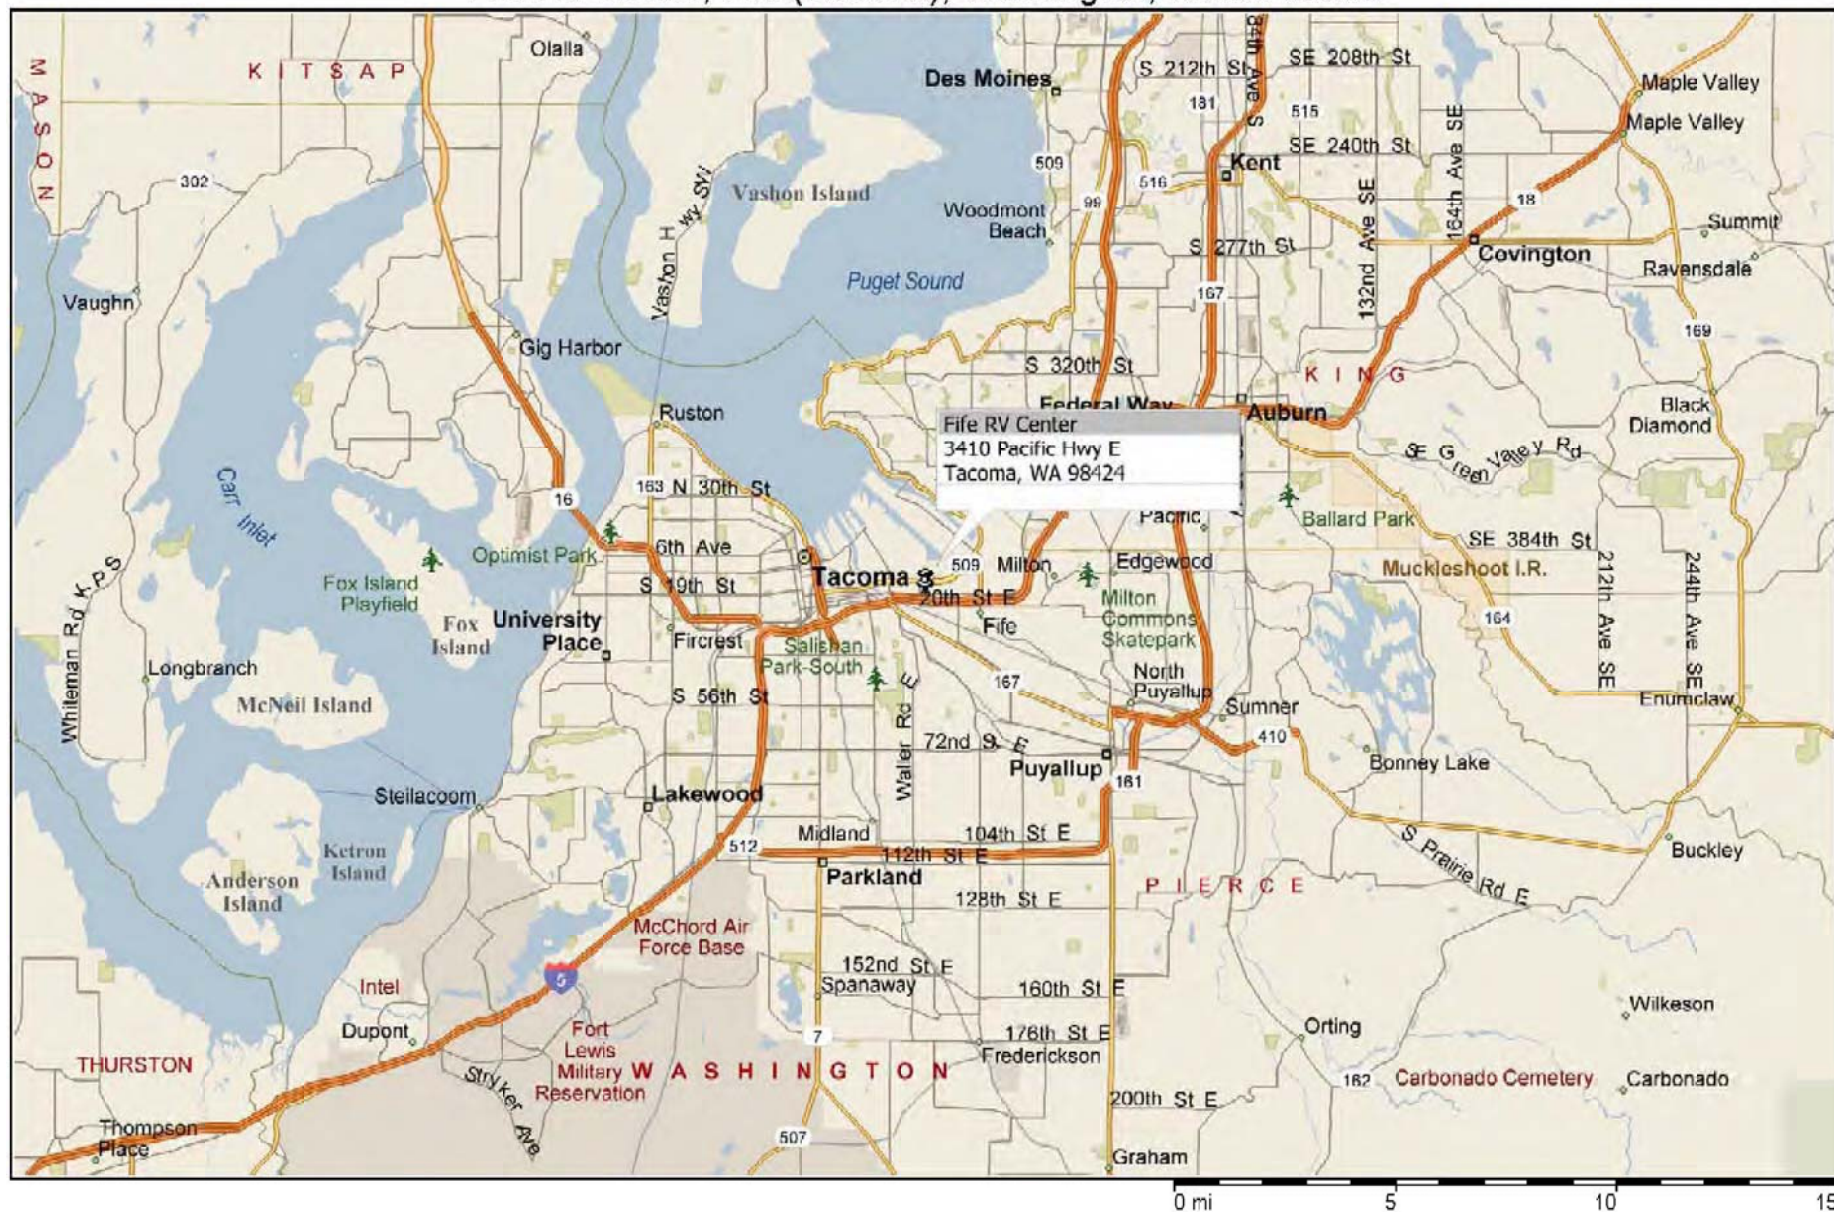 Olalla
Des Moines
S 212th St
84th Ave S
SE 208th St
Maple Valley
MASON
KITSAP
181
515
Maple Valley
509
Kent
SE 240th St
164th Ave SE
302
516
Vashon Island
99
132nd Ave SE
18
Woodmont
Beach
Summit
Vashon Hwy SW
S 277th St
Covington
Ravensdale
Puget Sound
167
Vaughn
169
Gig Harbor
S 320th St
KING
Ruston
Federal Way
Auburn
Black
Diamond
Fife RV Center
3410 Pacific Hwy E
Tacoma, WA 98424
SE Green Valley Rd
Carr Inlet
16
163
N 30th St
Pacific
Ballard Park
Optimist Park
6th Ave
509
Milton
Edgewood
SE 384th St
Muckleshoot I.R.
212th Ave SE
244th Ave SE
Fox Island
Playfield
S 19th St
Tacoma
20th St E
Milton
Commons
Skatepark
164
University
Place
Fox
Island
Fircrest
Salishan
Park-South
Fife
Whiteman Rd KPS
Longbranch
S 56th St
167
North
Puyallup
McNeil Island
Sumner
Enumclaw
Waller Rd E
72nd St E
410
Puyallup
161
Bonney Lake
Steilacoom
Lakewood
Midland
104th St E
512
112th St E
Parkland
S Prairie Rd E
Buckley
Ketron
Island
Anderson
Island
128th St E
PIERCE
McChord Air
Force Base
5
152nd St E
Intel
Spanaway
160th St E
Wilkeson
Dupont
Fort
Lewis
Military
Reservation
7
176th St E
Orting
Frederickson
THURSTON
WASHINGTON
Stryker Ave
162
Carbonado Cemetery
Carbonado
200th St E
Thompson
Place
507
Graham
0 mi
5
10
15